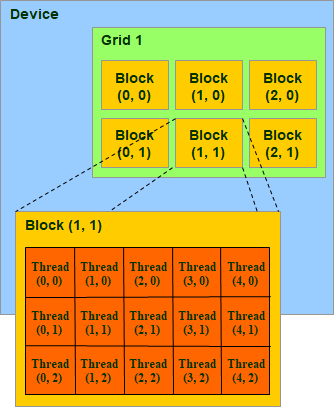 Device
Grid 1
Block Block Block
(0, 0) (1, 0) (2, 0)
Block Block Block
(0, 1) (1, 1) (2, 1)
Block (1, 1)
Thread Thread Thread Thread Thread
(0, 0) (1, 0) (2, 0) (3, 0) (4, 0)
Thread Thread Thread Thread Thread
(0, 1) (1, 1) (2, 1) (3, 1) (4, 1)
Thread Thread Thread Thread Thread
(0, 2) (1, 2) (2, 2) (3, 2) (4, 2)